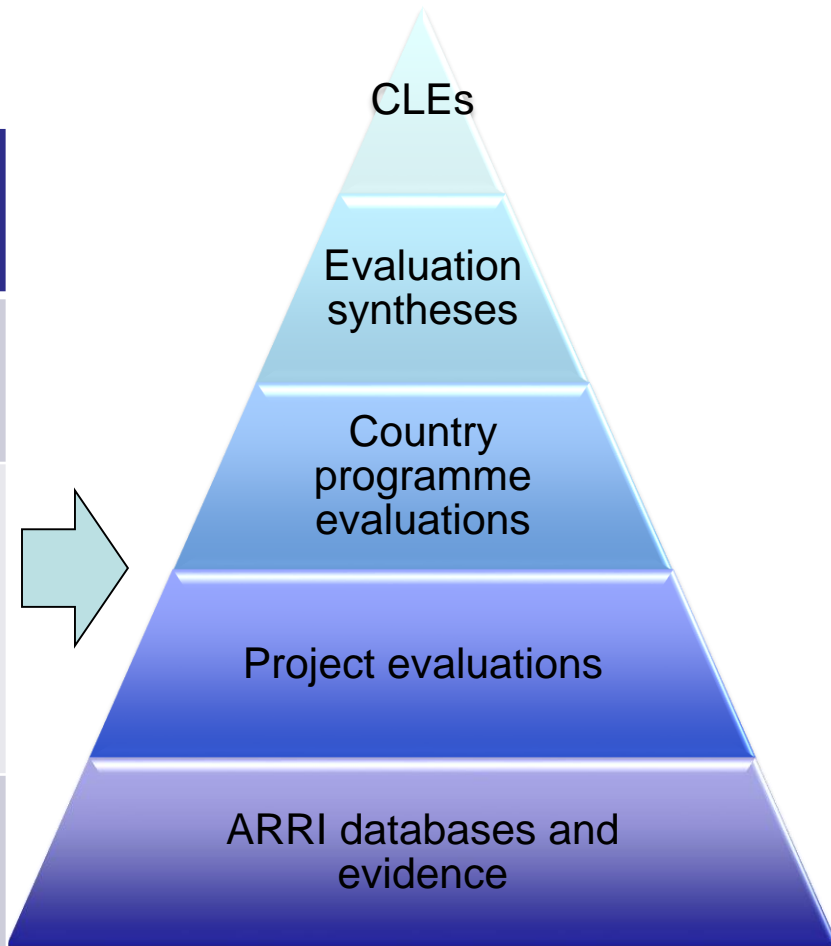 CLEs
Evaluation
syntheses
Country
programme
evaluations
Project evaluations
ARRI databases and
evidence